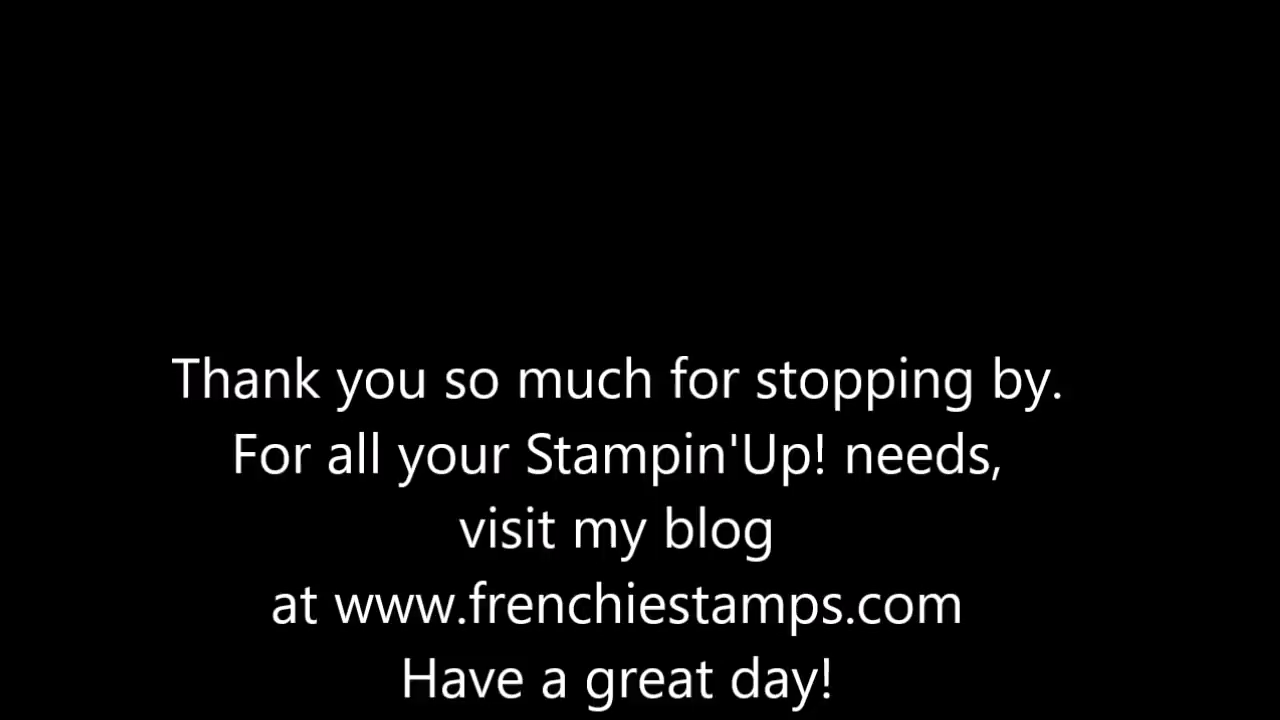 Thank you so much for stopping by.
For all your Stampin'Up! needs,
visit my blog
at www.frenchiestamps.com
Have a great day!